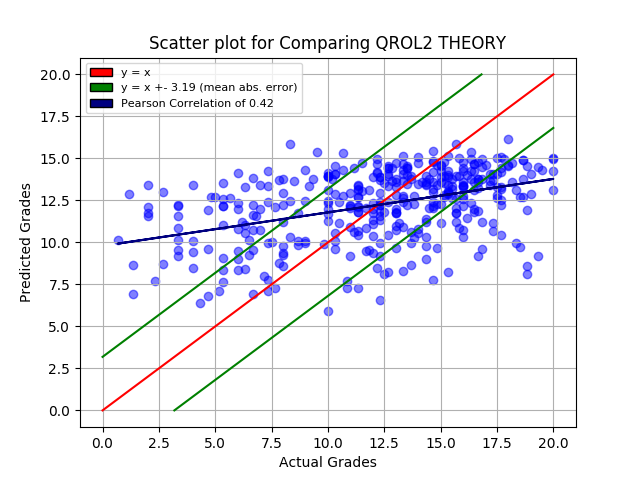 Scatter plot for Comparing QROL2 THEORY
y = x
y = x +- 3.19 (mean abs. error)
Pearson Correlation of 0.42
Predicted Grades
20.0
17.5
15.0
12.5
10.0
7.5
5.0
2.5
0.0
0.0 2.5 5.0 7.5 10.0 12.5 15.0 17.5 20.0
Actual Grades